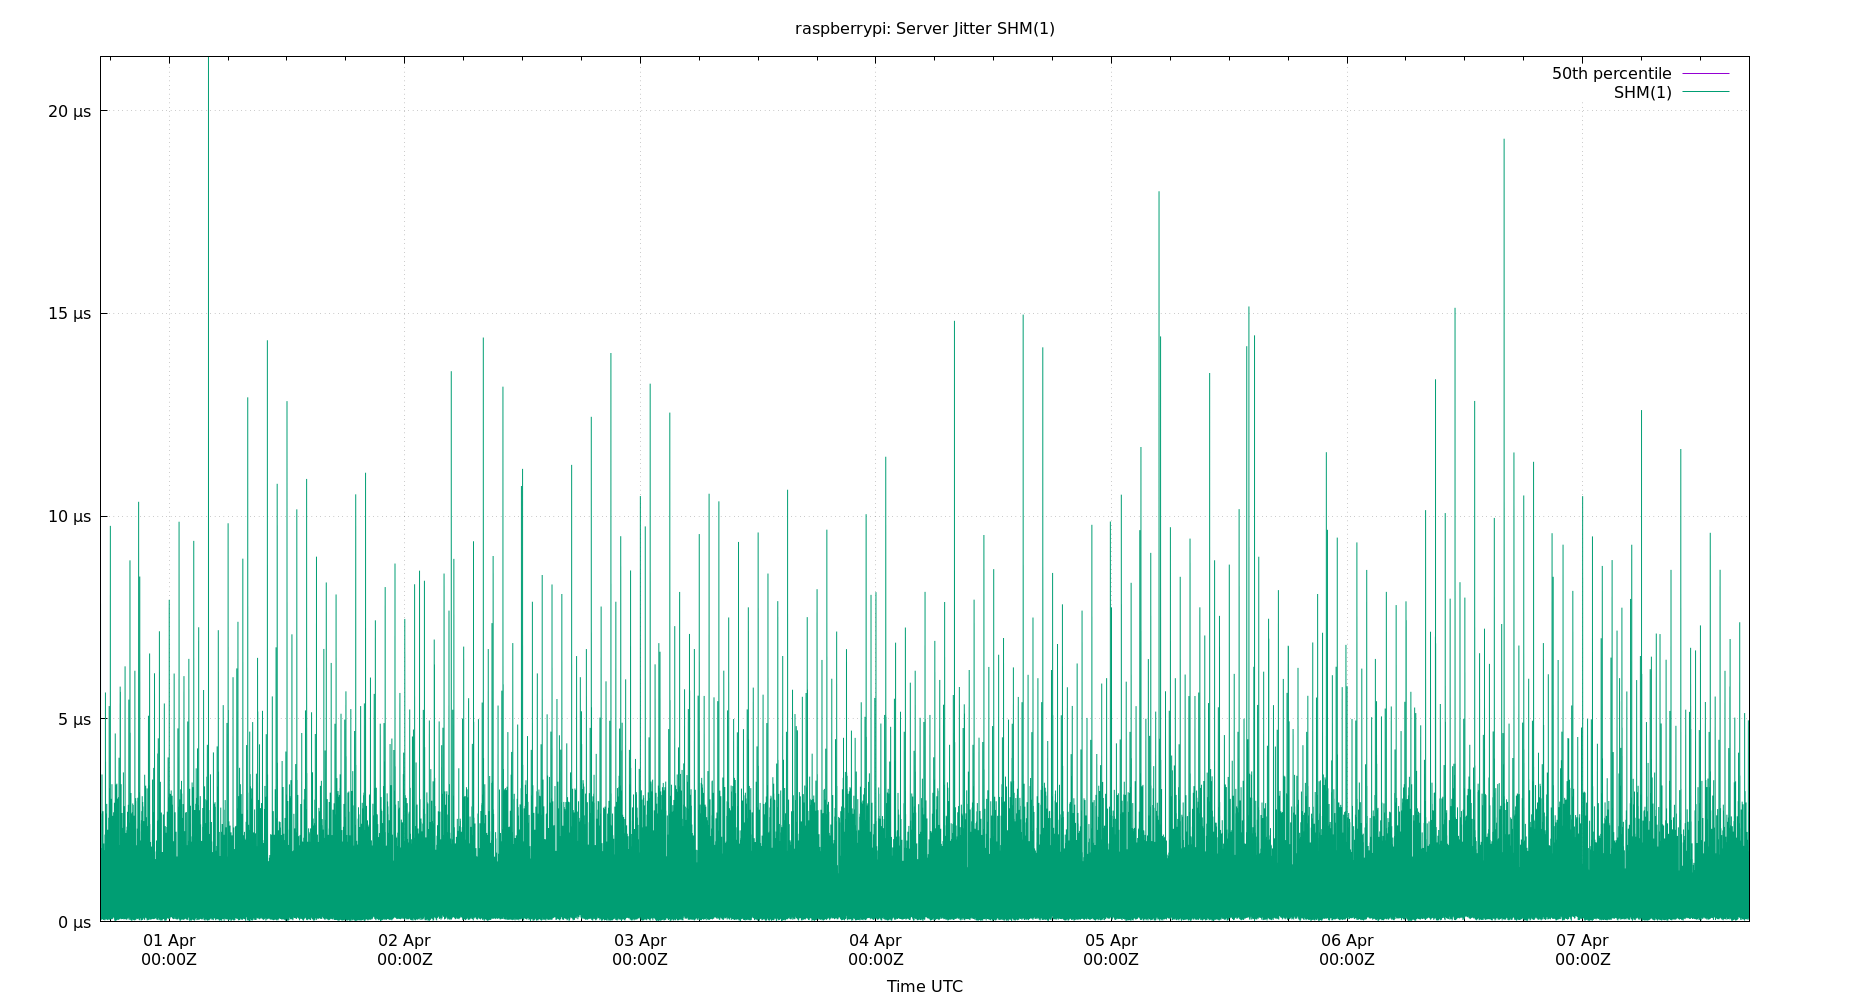 raspberrypi: Server Jitter SHM(1)
50th percentile
SHM(1)
20 µs
15 µs
10 µs
5 µs
0 µs
01 Apr 02 Apr 03 Apr 04 Apr 05 Apr 06 Apr 07 Apr
00:00Z 00:00Z 00:00Z 00:00Z 00:00Z 00:00Z 00:00Z
Time UTC